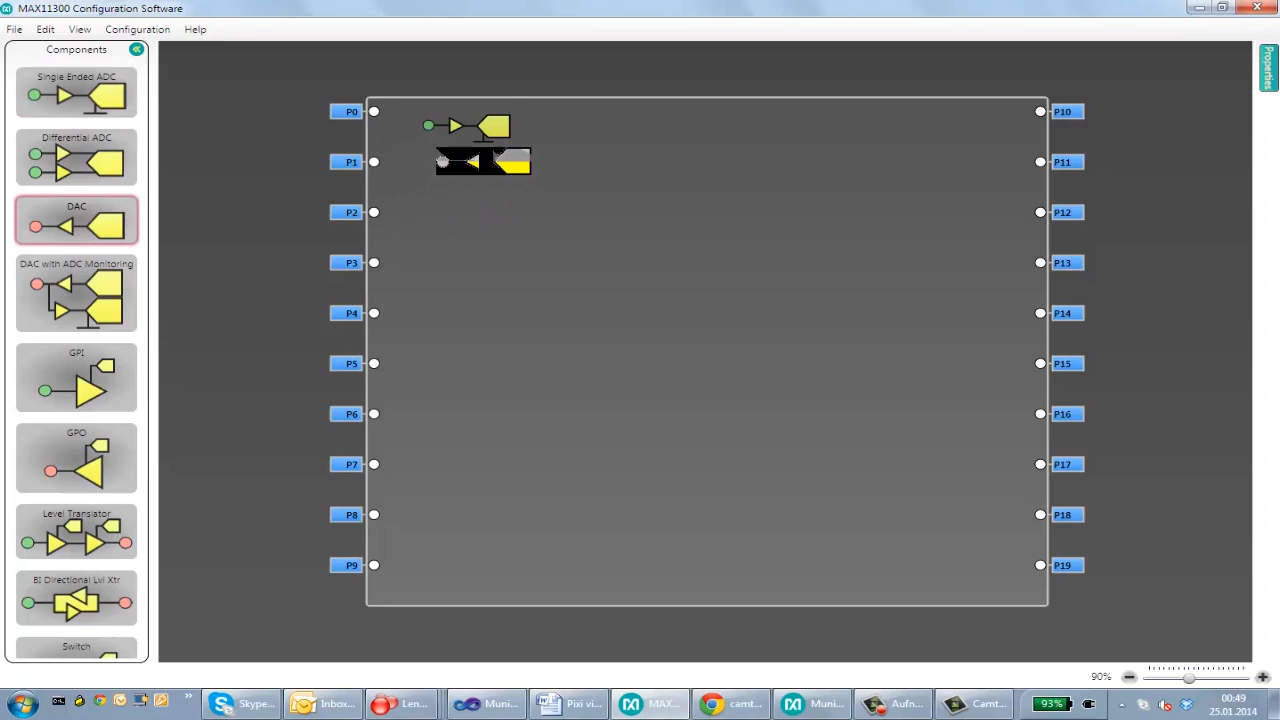 MAX11300 Configuration Software
File Edit View Configuration Help
Components
Single Ended ADC
Differential ADC
DAC
DAC with ADC Monitoring
GPI
GPO
Level Translator
BI Directional Lvl Xtr
Switch
P0
P1
P2
P3
P4
P5
P6
P7
P8
P9
P10
P11
P12
P13
P14
P15
P16
P17
P18
P19
Properties
90%
Skype...
Inbox...
Len...
Muni...
Pixi vi...
MAX...
camt...
Muni...
Aufn...
Camt...
93%
00:49
25.01.2014